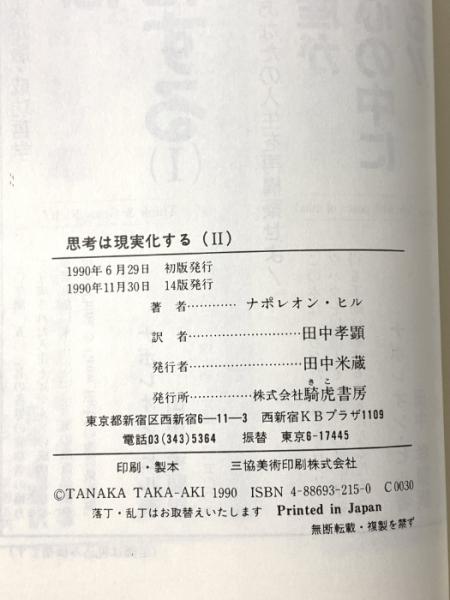 思考は現実化する（II）
1990年6月29日　初版発行
1990年11月30日　14版発行
著　者…………ナポレオン・ヒル
訳　者…………………………田中孝顕
発行者…………………………田中米蔵
発行所………………株式会社騎虎書房
きこ
東京都新宿区西新宿6―11―3　西新宿KBプラザ1109
電話03(343)5364　振替　東京6-17445
印刷・製本　三協美術印刷株式会社
©TANAKA TAKA-AKI 1990 ISBN 4-88693-215-0 C0030
落丁・乱丁はお取替えいたします　Printed in Japan
無断転載・複製を禁ず